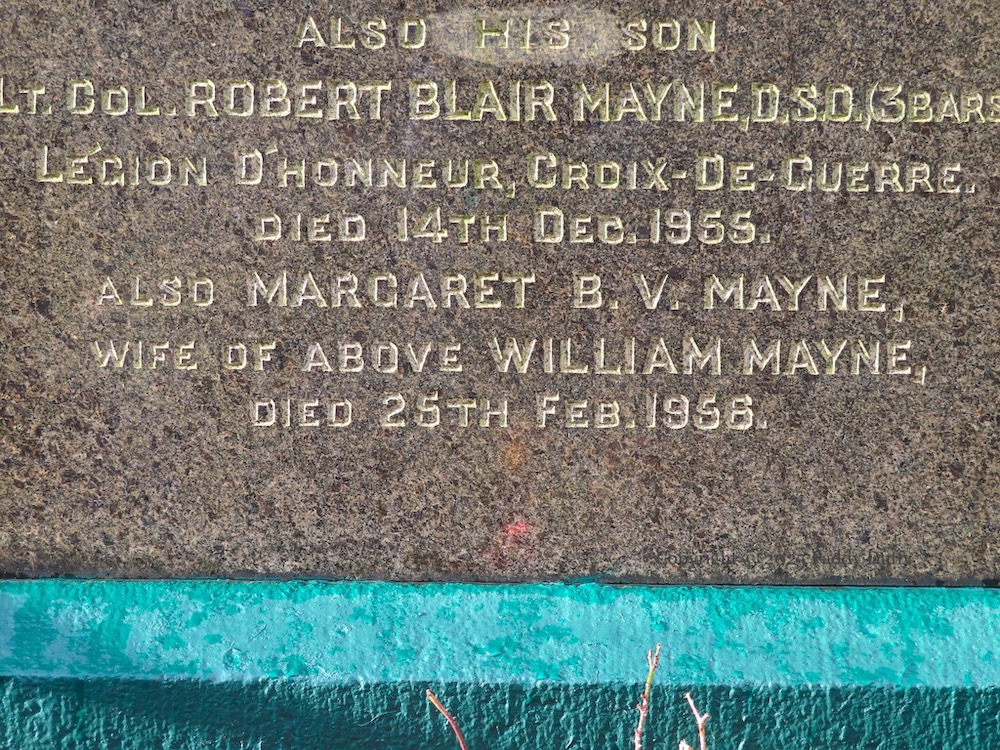 ALSO HIS SON
LT. COL. ROBERT BLAIR MAYNE, D.S.O. (3 BARS
LÉGION D'HONNEUR, CROIX-DE-GUERRE.
DIED 14TH DEC. 1955.
ALSO MARGARET B. V. MAYNE,
WIFE OF ABOVE WILLIAM MAYNE,
DIED 25TH FEB. 1956.